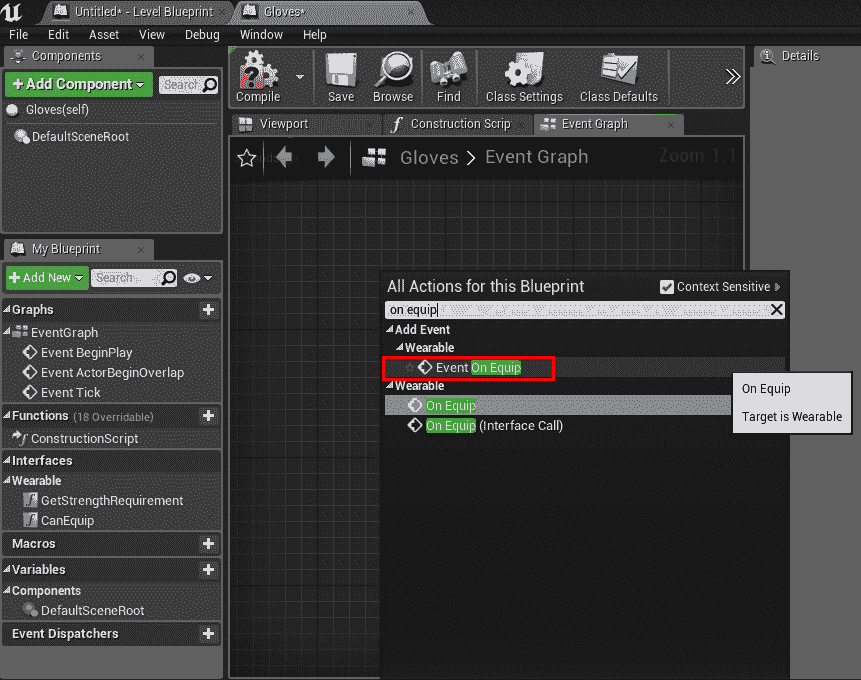 Untitled* - Level Blueprint
Gloves*
File Edit Asset View Debug Window Help
Components
+ Add Component
Search
Gloves(self)
DefaultSceneRoot
Compile
Save
Browse
Find
Class Settings
Class Defaults
Details
Viewport
Construction Scrip
Event Graph
Gloves > Event Graph
Zoom 1:1
My Blueprint
+ Add New
Search
Graphs
EventGraph
Event BeginPlay
Event ActorBeginOverlap
Event Tick
Functions (18 Overridable)
ConstructionScript
Interfaces
Wearable
GetStrengthRequirement
CanEquip
Macros
Variables
Components
DefaultSceneRoot
Event Dispatchers
All Actions for this Blueprint
Context Sensitive
on equip
Add Event
Wearable
Event On Equip
Wearable
On Equip
On Equip (Interface Call)
On Equip
Target is Wearable